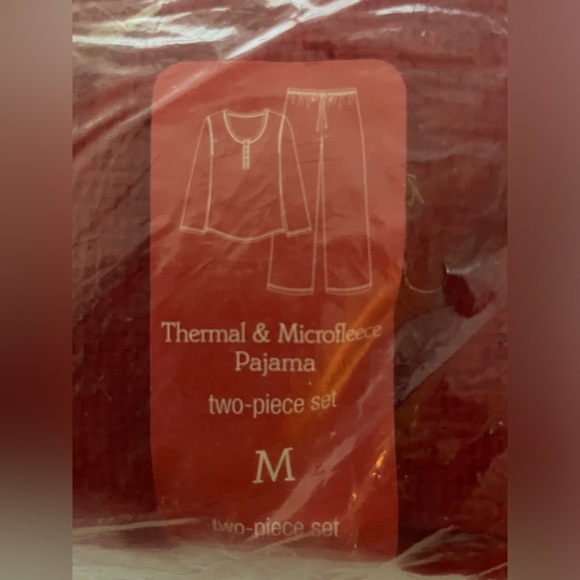 Thermal & Microfleece
Pajama
two-piece set
M
two-piece set